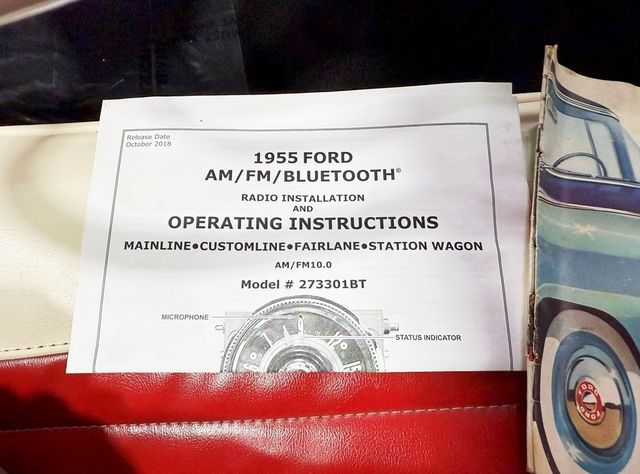 Release Date
October 2018
1955 FORD
AM/FM/BLUETOOTH®
RADIO INSTALLATION
AND
OPERATING INSTRUCTIONS
MAINLINE●CUSTOMLINE●FAIRLANE●STATION WAGON
AM/FM10.0
Model # 273301BT
MICROPHONE
STATUS INDICATOR